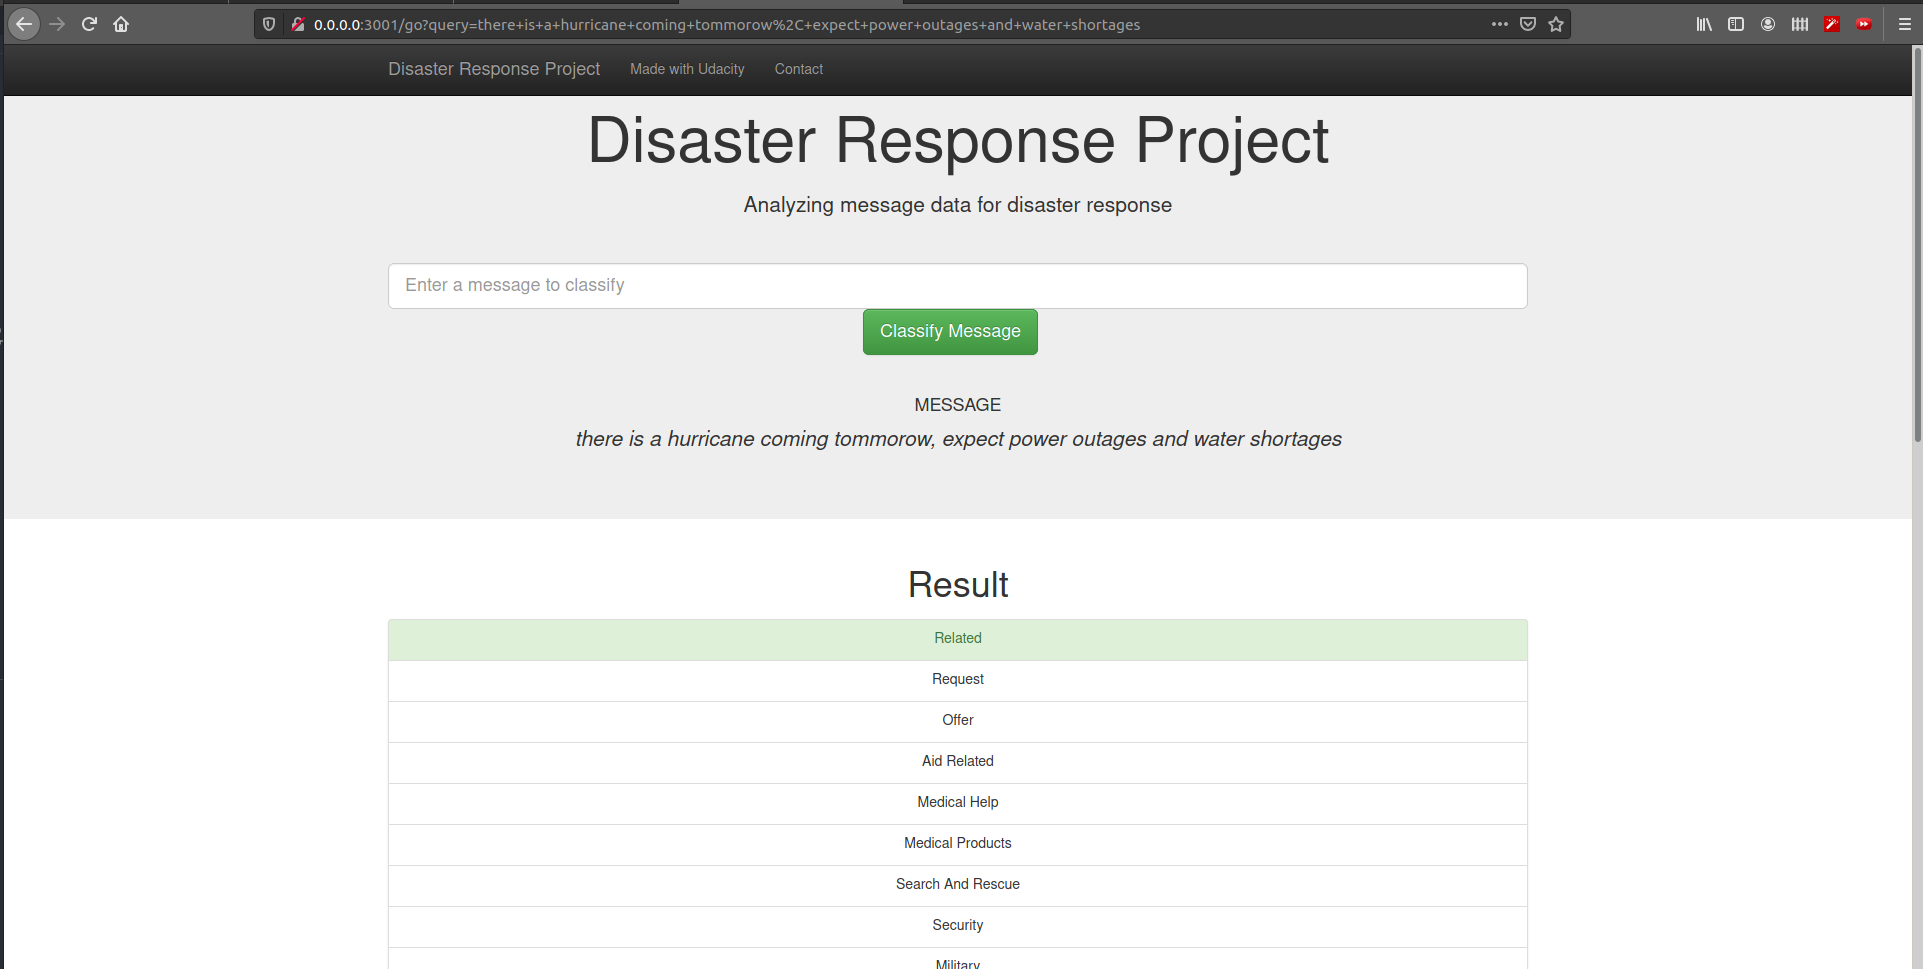 0.0.0.0:3001/go?query=there+is+a+hurricane+coming+tommorow%2C+expect+power+outages+and+water+shortages
Disaster Response Project Made with Udacity Contact
Disaster Response Project
Analyzing message data for disaster response
Enter a message to classify
Classify Message
MESSAGE
there is a hurricane coming tommorow, expect power outages and water shortages
Result
Related
Request
Offer
Aid Related
Medical Help
Medical Products
Search And Rescue
Security
Military